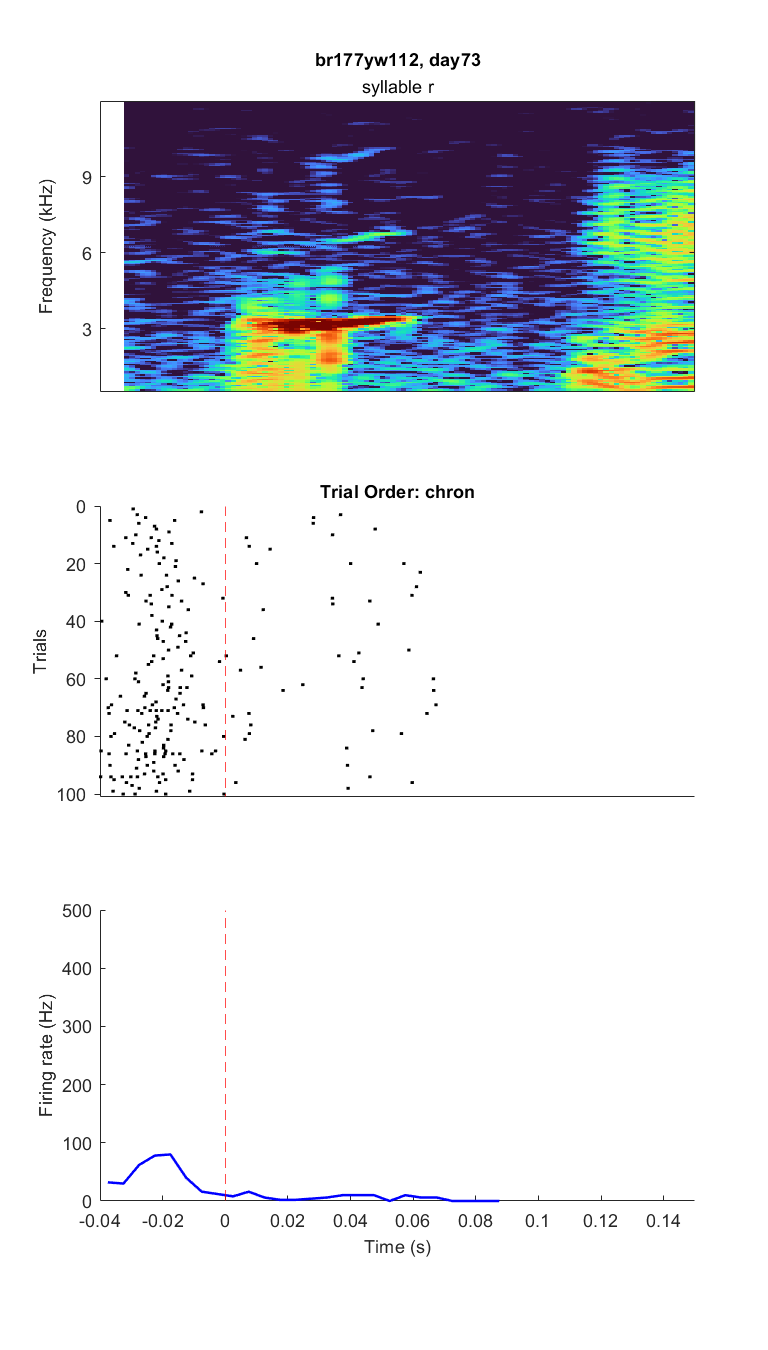 br177yw112, day73
syllable r
9
6
3
Frequency (kHz)
Trial Order: chron
0
20
40
60
80
100
Trials
500
400
300
200
100
0
Firing rate (Hz)
-0.04 -0.02 0 0.02 0.04 0.06 0.08 0.1 0.12 0.14
Time (s)